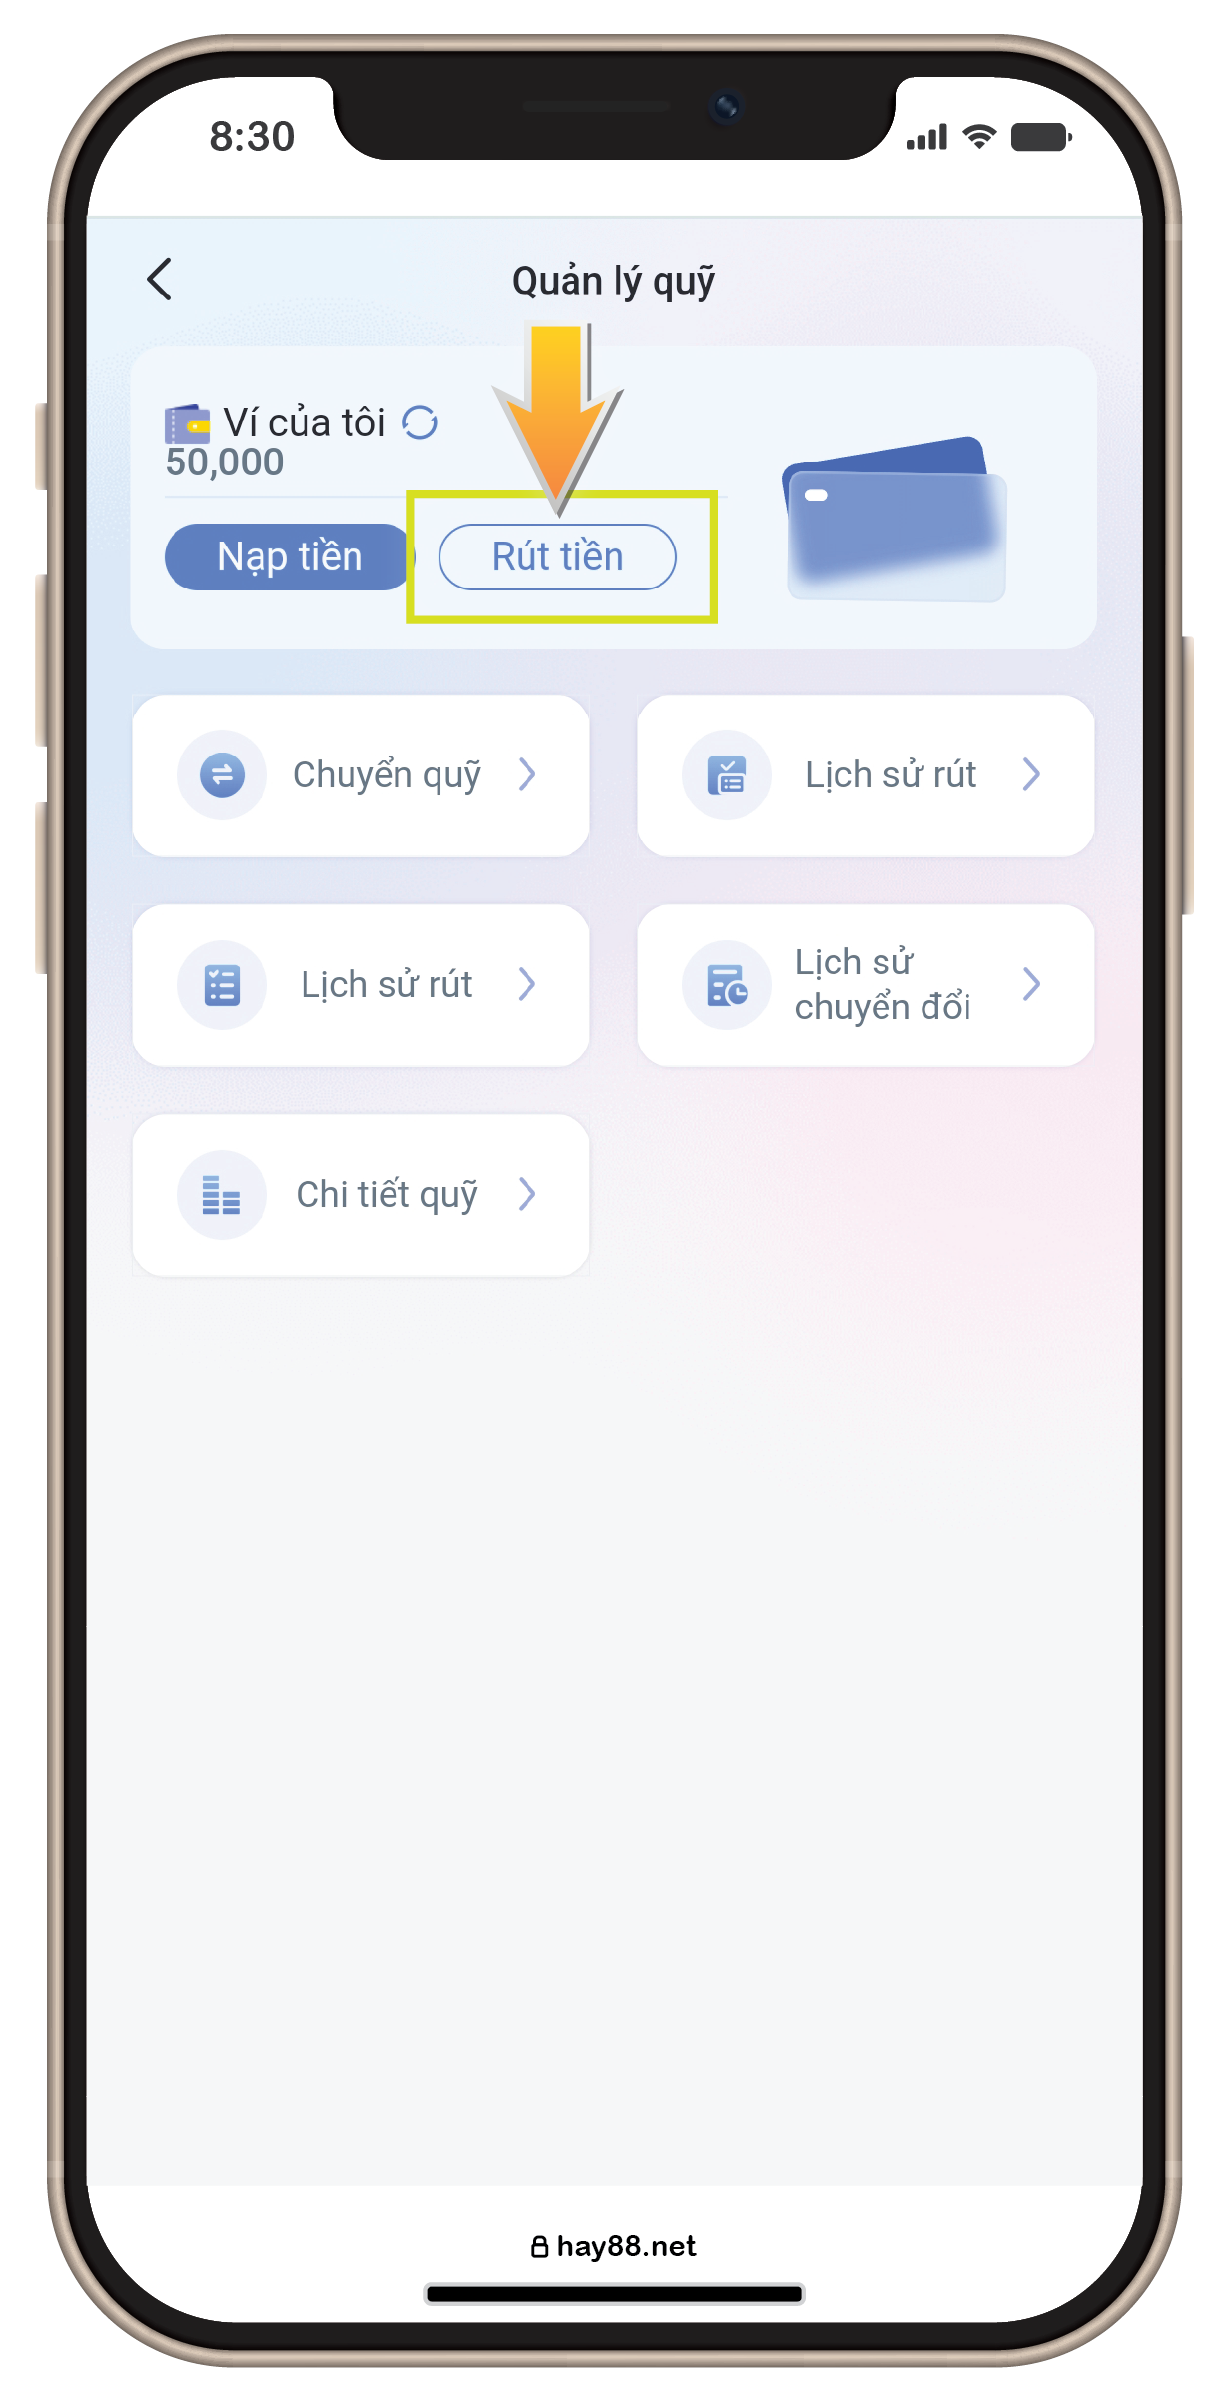 8:30
Quản lý quỹ
Ví của tôi
50,000
Nạp tiền
Rút tiền
Chuyển quỹ
Lịch sử rút
Lịch sử rút
Lịch sử
chuyển đổi
Chi tiết quỹ
hay88.net